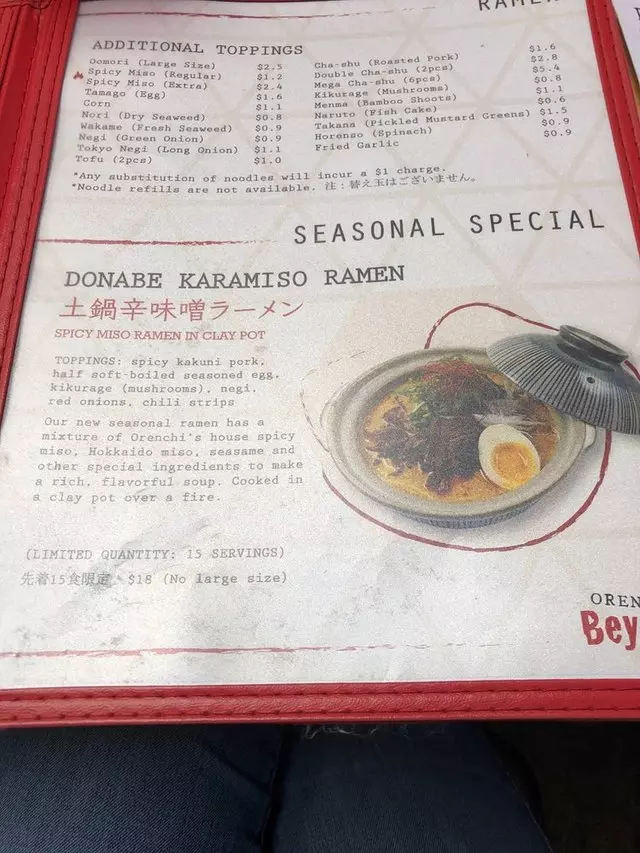 RAMEN
ADDITIONAL TOPPINGS
Oomori (Large Size) $2.5
Spicy Miso (Regular) $1.2
Spicy Miso (Extra) $2.4
Tamago (Egg) $1.6
Corn $1.1
Nori (Dry Seaweed) $0.8
Wakame (Fresh Seaweed) $0.9
Negi (Green Onion) $0.9
Tokyo Negi (Long Onion) $1.1
Tofu (2pcs) $1.0
Cha-shu (Roasted Pork) $1.6
Double Cha-shu (2pcs) $2.8
Mega Cha-shu (6pcs) $5.4
Kikurage (Mushrooms) $0.8
Menma (Bamboo Shoots) $1.1
Naruto (Fish Cake) $0.6
Takana (Pickled Mustard Greens) $1.5
Horenso (Spinach) $0.9
Fried Garlic $0.9
*Any substitution of noodles will incur a $1 charge.
*Noodle refills are not available. 注：替え玉はございません。
SEASONAL SPECIAL
DONABE KARAMISO RAMEN
土鍋辛味噌ラーメン
SPICY MISO RAMEN IN CLAY POT
TOPPINGS: spicy kakuni pork,
half soft-boiled seasoned egg,
kikurage (mushrooms), negi,
red onions, chili strips
Our new seasonal ramen has a
mixture of Orenchi's house spicy
miso, Hokkaido miso, seasame and
other special ingredients to make
a rich, flavorful soup. Cooked in
a clay pot over a fire.
(LIMITED QUANTITY: 15 SERVINGS)
先着15食限定、$18 (No large size)
OREN
Bey